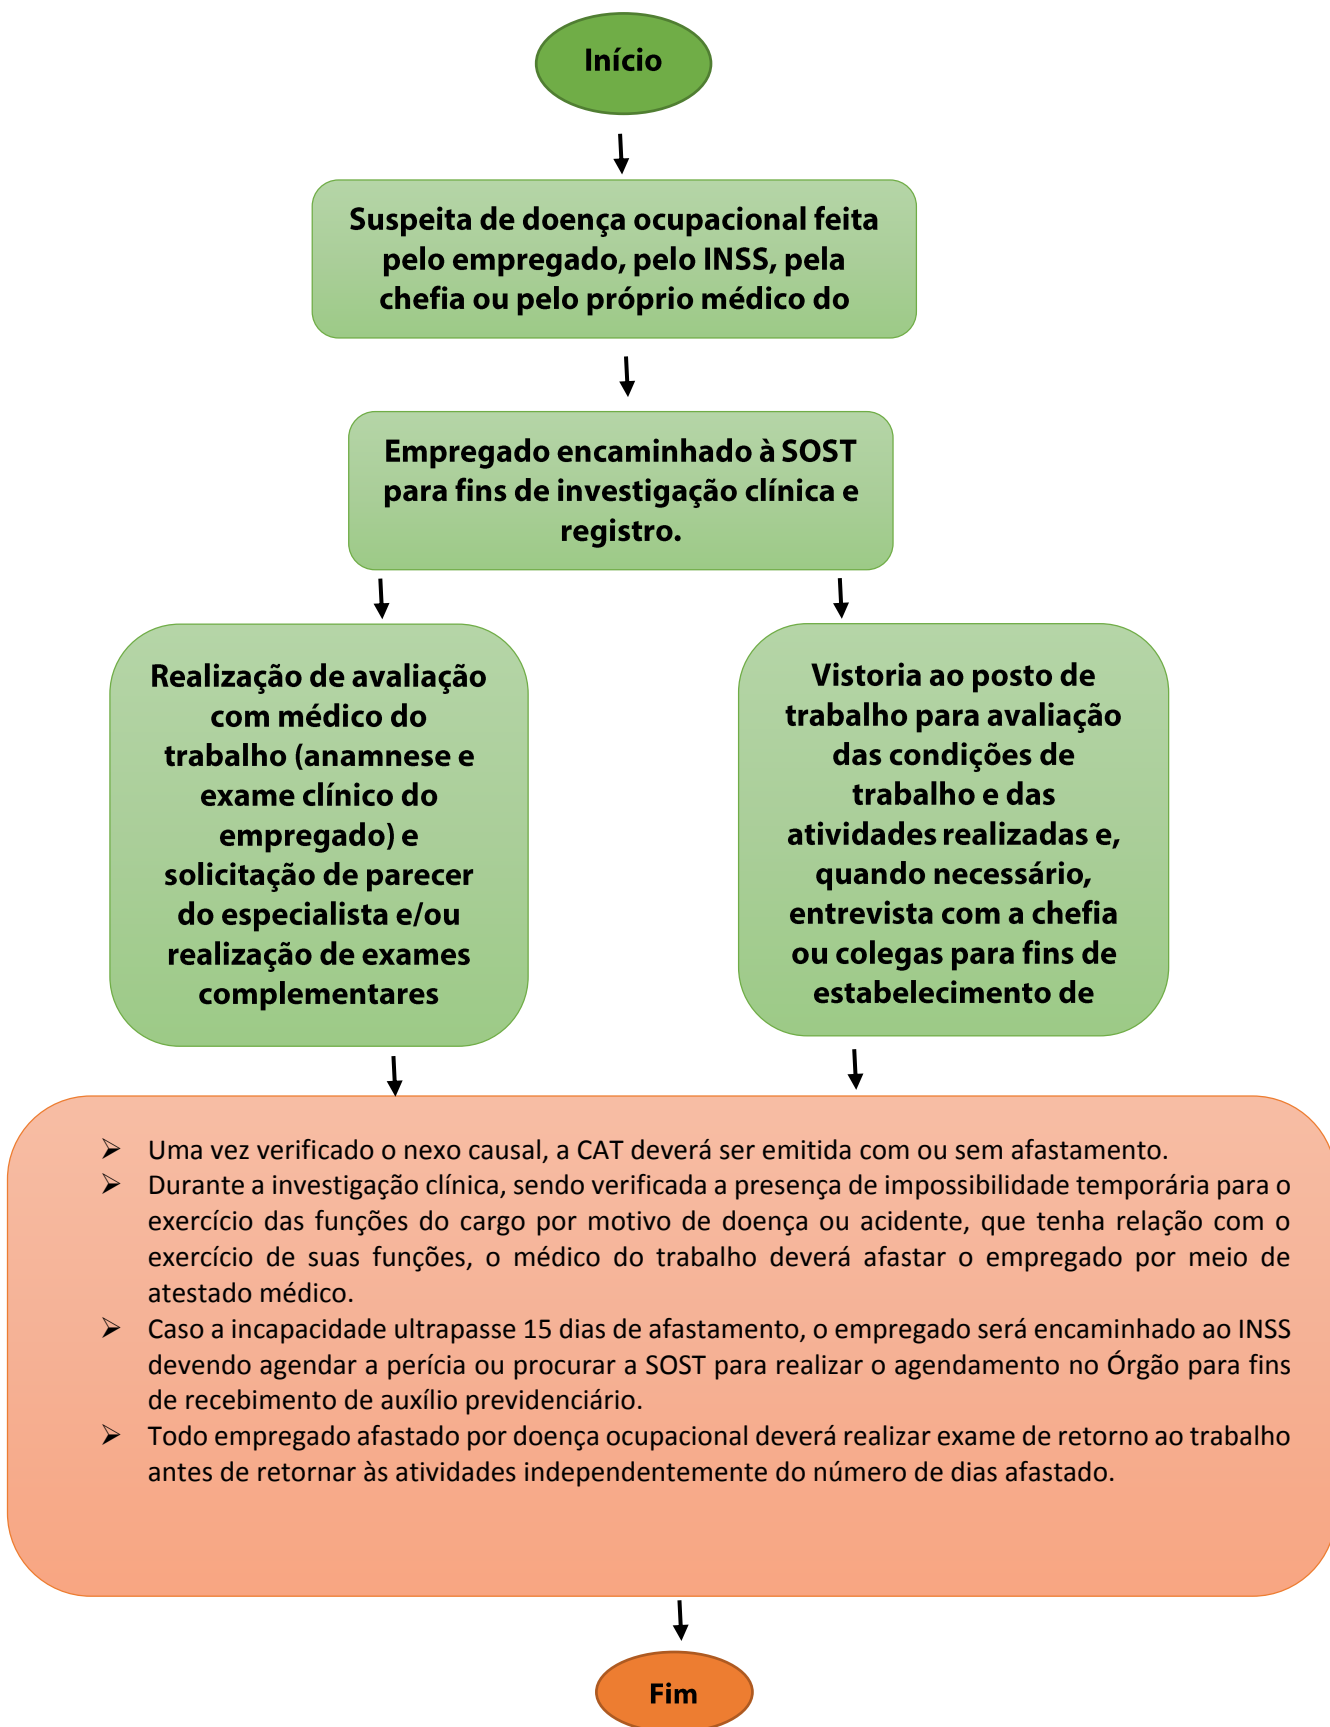 Início
Suspeita de doença ocupacional feita
pelo empregado, pelo INSS, pela
chefia ou pelo próprio médico do
Empregado encaminhado à SOST
para fins de investigação clínica e
registro.
Realização de avaliação
com médico do
trabalho (anamnese e
exame clínico do
empregado) e
solicitação de parecer
do especialista e/ou
realização de exames
complementares
Vistoria ao posto de
trabalho para avaliação
das condições de
trabalho e das
atividades realizadas e,
quando necessário,
entrevista com a chefia
ou colegas para fins de
estabelecimento de
➢ Uma vez verificado o nexo causal, a CAT deverá ser emitida com ou sem afastamento.
➢ Durante a investigação clínica, sendo verificada a presença de impossibilidade temporária para o
exercício das funções do cargo por motivo de doença ou acidente, que tenha relação com o
exercício de suas funções, o médico do trabalho deverá afastar o empregado por meio de
atestado médico.
➢ Caso a incapacidade ultrapasse 15 dias de afastamento, o empregado será encaminhado ao INSS
devendo agendar a perícia ou procurar a SOST para realizar o agendamento no Órgão para fins
de recebimento de auxílio previdenciário.
➢ Todo empregado afastado por doença ocupacional deverá realizar exame de retorno ao trabalho
antes de retornar às atividades independentemente do número de dias afastado.
Fim